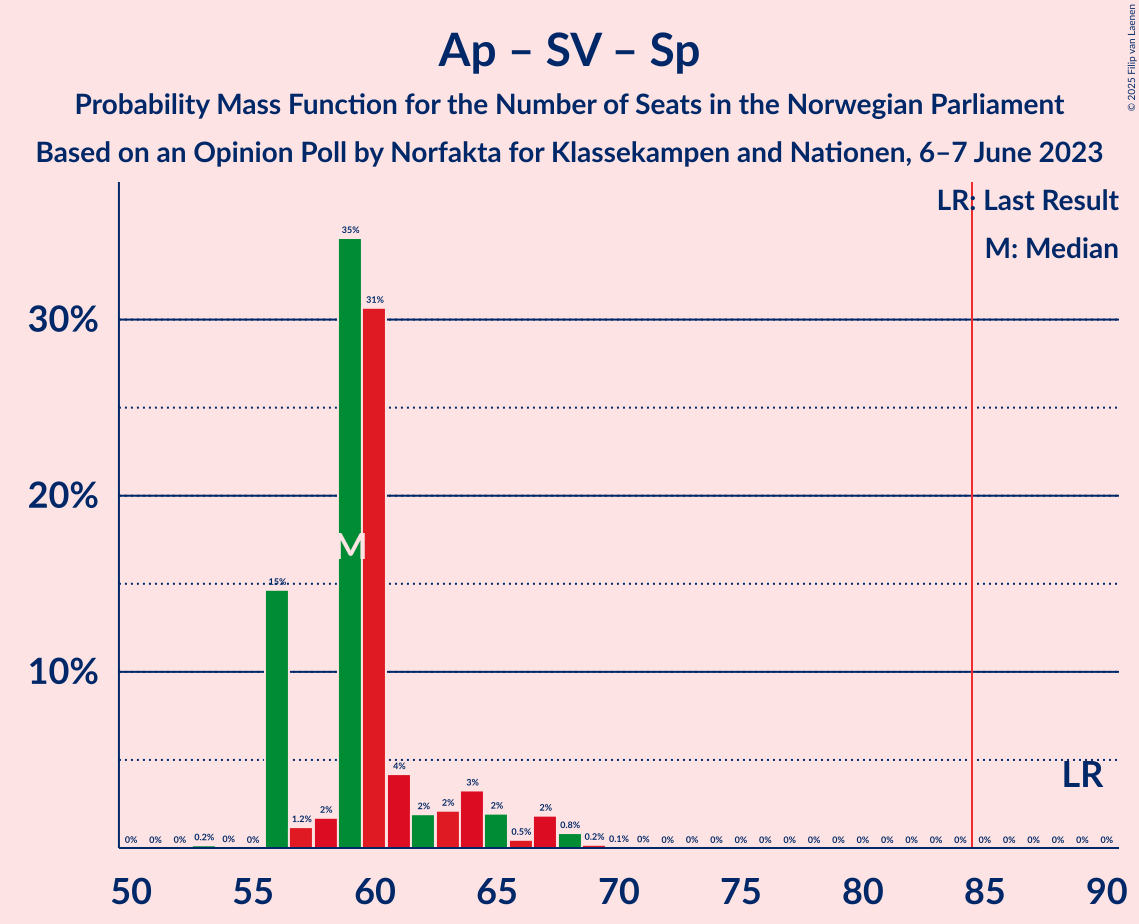 Ap – SV – Sp
Probability Mass Function for the Number of Seats in the Norwegian Parliament
Based on an Opinion Poll by Norfakta for Klassekampen and Nationen, 6–7 June 2023
© 2025 Filip van Laenen
LR: Last Result
M: Median
30%
20%
10%
0% 0% 0% 0.2% 0% 0% 15% 1.2% 2% 35% 31% 4% 2% 2% 3% 2% 0.5% 2% 0.8% 0.2% 0.1% 0% 0% 0% 0% 0% 0% 0% 0% 0% 0% 0% 0% 0% 0% 0% 0% 0% 0% 0% 0%
M
LR
50 55 60 65 70 75 80 85 90